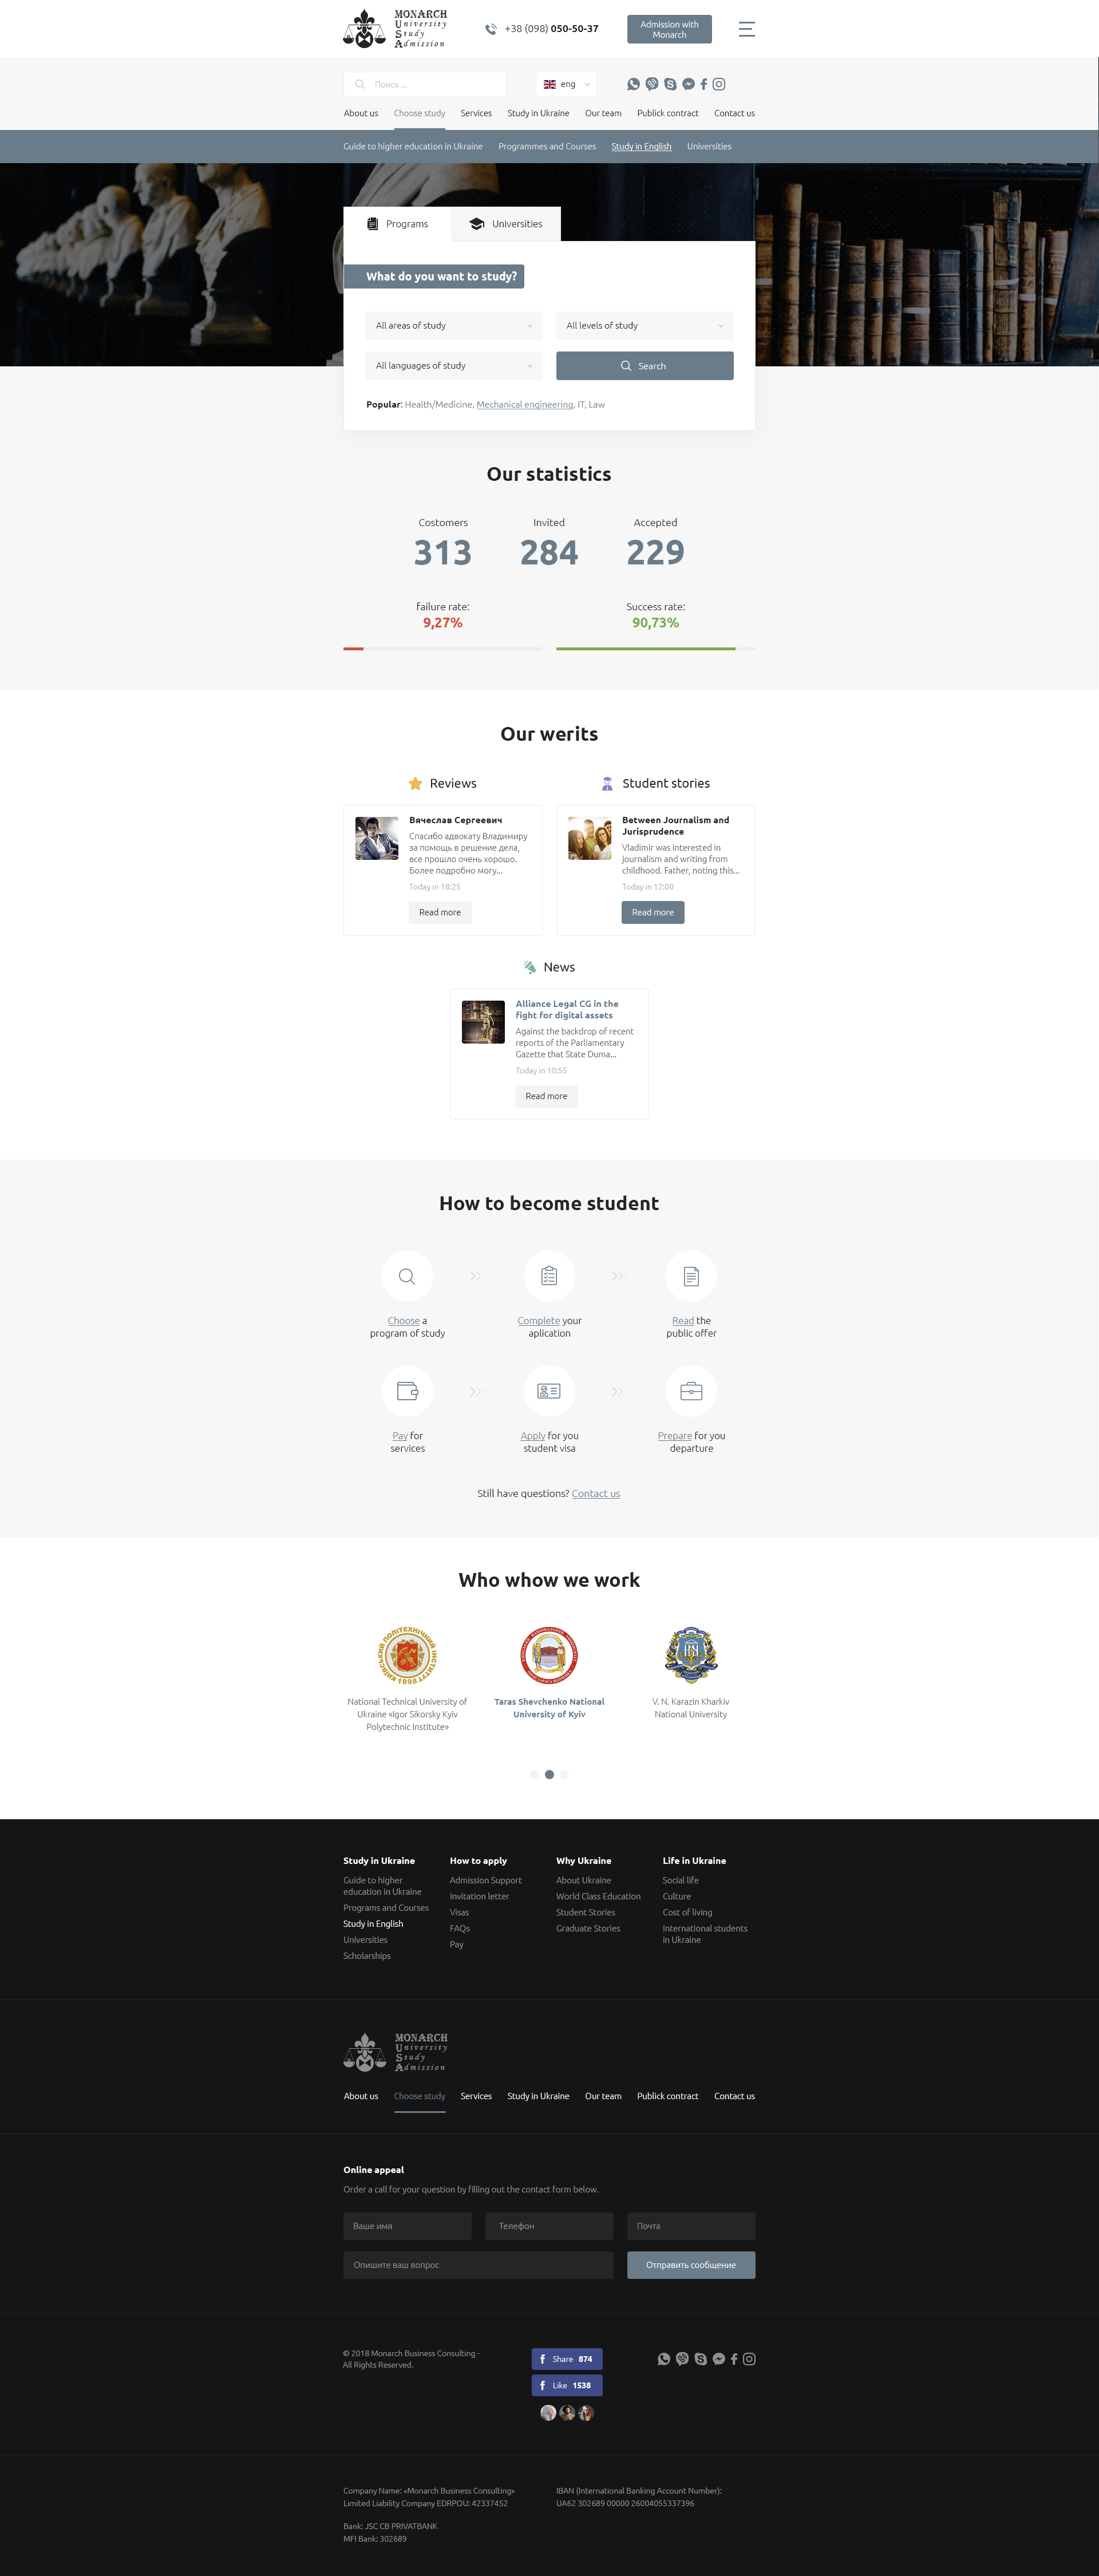 MONARCH
University
Study
Admission
+38 (098) 050-50-37
Admission with
Monarch
Поиск ...
eng
About us Choose study Services Study in Ukraine Our team Publick contract Contact us
Guide to higher education in Ukraine Programmes and Courses Study in English Universities
Programs Universities
What do you want to study?
All areas of study
All levels of study
All languages of study
Search
Popular: Health/Medicine, Mechanical engineering, IT, Law
Our statistics
Costomers Invited Accepted
313 284 229
failure rate:
9,27%
Success rate:
90,73%
Our werits
Reviews
Вячеслав Сергеевич
Спасибо адвокату Владимиру
за помощь в решение дела,
все прошло очень хорошо.
Более подробно могу...
Today in 18:25
Read more
Student stories
Between Journalism and
Jurisprudence
Vladimir was interested in
journalism and writing from
childhood. Father, noting this...
Today in 12:00
Read more
News
Alliance Legal CG in the
fight for digital assets
Against the backdrop of recent
reports of the Parliamentary
Gazette that State Duma...
Today in 10:55
Read more
How to become student
Choose a
program of study
Complete your
aplication
Read the
public offer
Pay for
services
Apply for you
student visa
Prepare for you
departure
Still have questions? Contact us
Who whow we work
КИЇВСЬКИЙ ПОЛІТЕХНІЧНИЙ ІНСТИТУТ
1898
National Technical University of
Ukraine «Igor Sikorsky Kyiv
Polytechnic Institute»
Taras Shevchenko National
University of Kyiv
V. N. Karazin Kharkiv
National University
Study in Ukraine
Guide to higher
education in Ukraine
Programs and Courses
Study in English
Universities
Scholarships
How to apply
Admission Support
Invitation letter
Visas
FAQs
Pay
Why Ukraine
About Ukraine
World Class Education
Student Stories
Graduate Stories
Life in Ukraine
Social life
Culture
Cost of living
International students
in Ukraine
MONARCH
University
Study
Admission
About us Choose study Services Study in Ukraine Our team Publick contract Contact us
Online appeal
Order a call for your question by filling out the contact form below.
Ваше имя
Телефон
Почта
Опишите ваш вопрос
Отправить сообщение
© 2018 Monarch Business Consulting -
All Rights Reserved.
Share 874
Like 1538
Company Name: «Monarch Business Consulting»
Limited Liability Company EDRPOU: 42337452
Bank: JSC CB PRIVATBANK
MFI Bank: 302689
IBAN (International Banking Account Number):
UA62 302689 00000 26004055337396